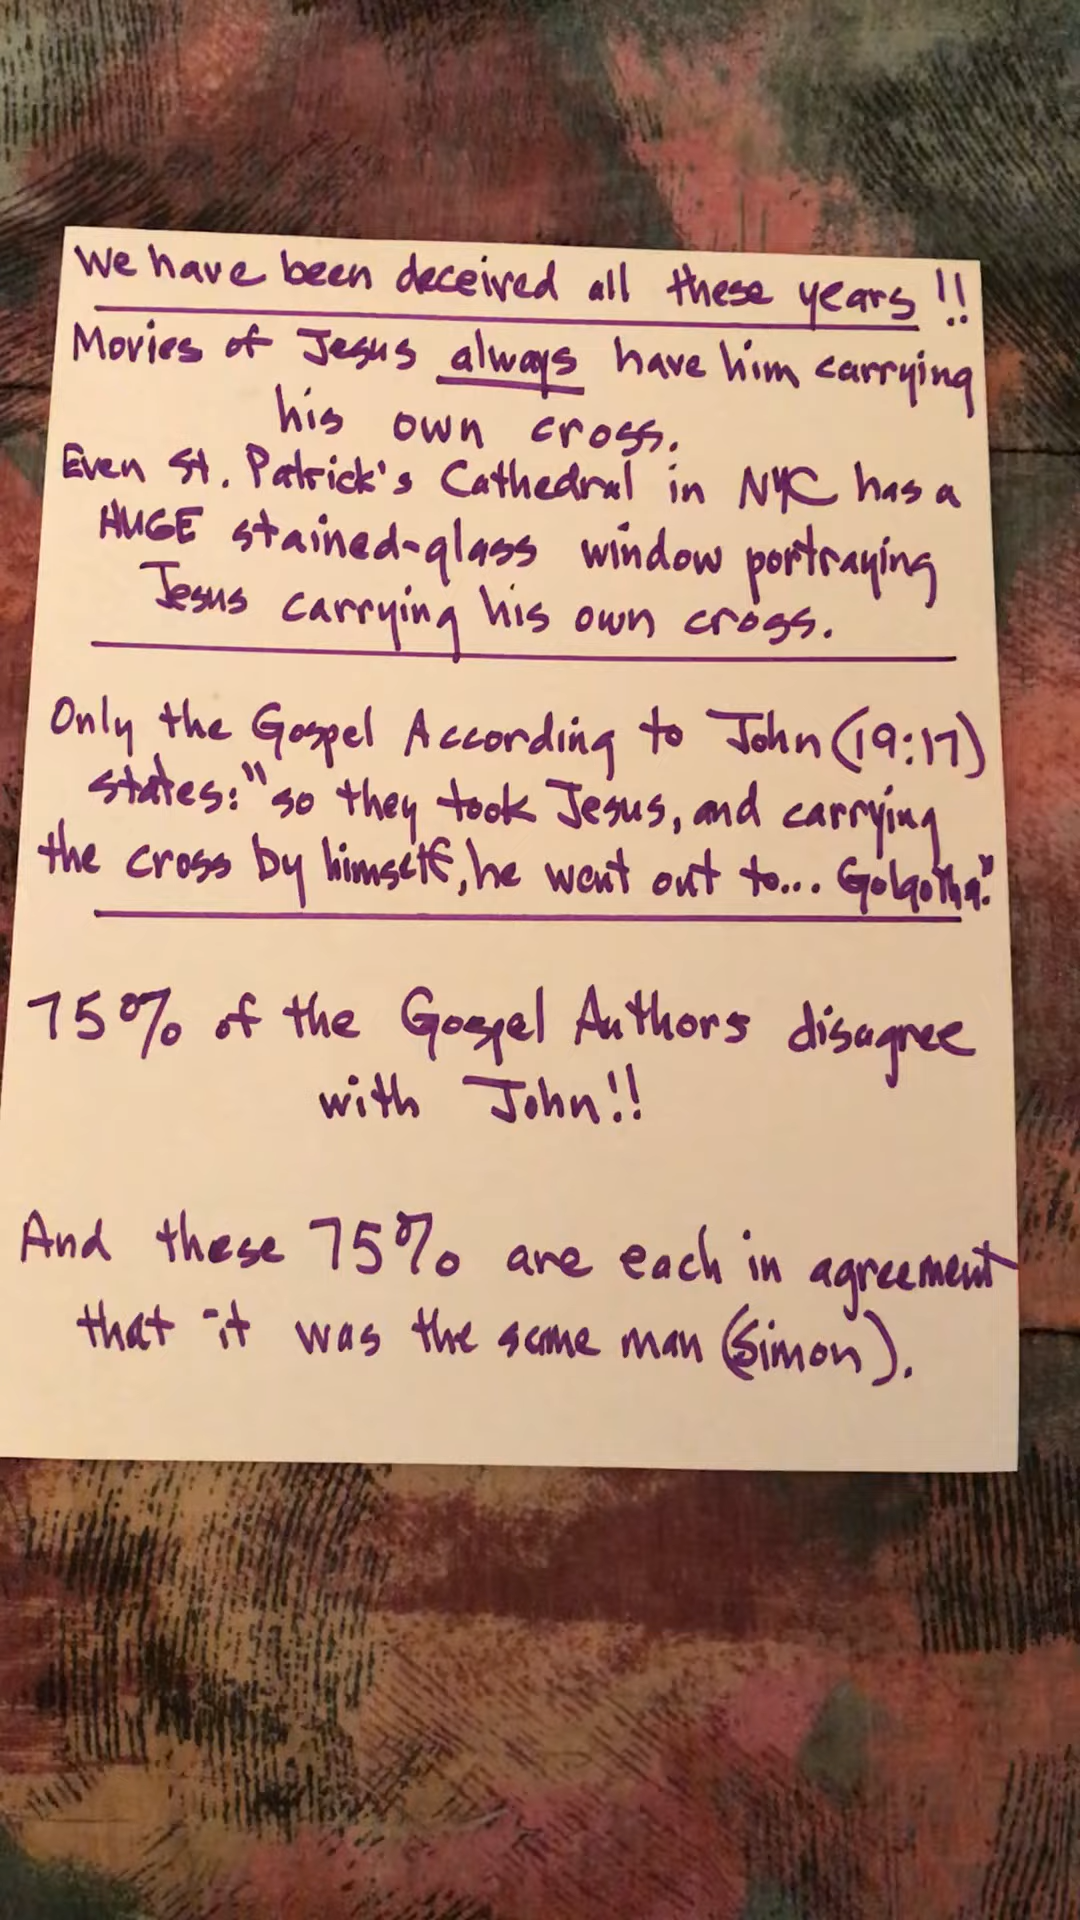 We have been deceived all these years!!
Movies of Jesus always have him carrying
his own cross.
Even St. Patrick's Cathedral in NYC has a
HUGE stained-glass window portraying
Jesus carrying his own cross.
Only the Gospel According to John (19:17)
states: "so they took Jesus, and carrying
the cross by himself, he went out to... Golgotha."
75% of the Gospel Authors disagree
with John!!
And these 75% are each in agreement
that it was the same man (Simon).